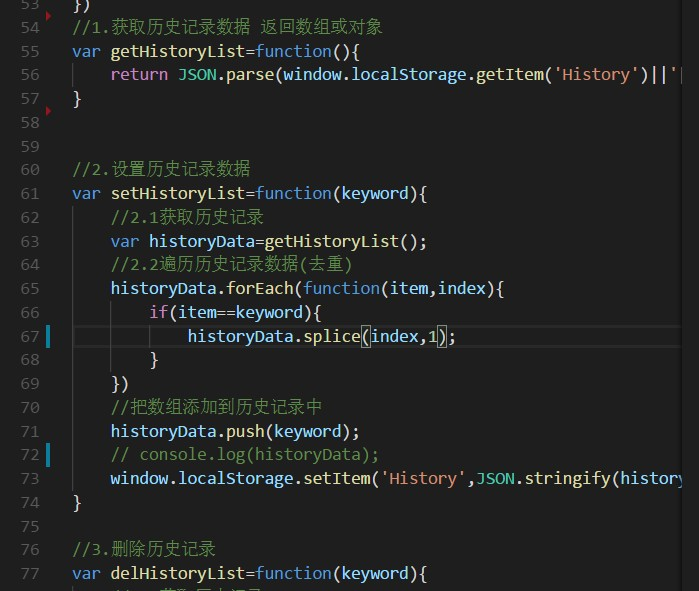 53 })
54 //1.获取历史记录数据 返回数组或对象
55 var getHistoryList=function(){
56 return JSON.parse(window.localStorage.getItem('History')||'[
57 }
58
59
60 //2.设置历史记录数据
61 var setHistoryList=function(keyword){
62 //2.1获取历史记录
63 var historyData=getHistoryList();
64 //2.2遍历历史记录数据(去重)
65 historyData.forEach(function(item,index){
66 if(item==keyword){
67 historyData.splice(index,1);
68 }
69 })
70 //把数组添加到历史记录中
71 historyData.push(keyword);
72 // console.log(historyData);
73 window.localStorage.setItem('History',JSON.stringify(history
74 }
75
76 //3.删除历史记录
77 var delHistoryList=function(keyword){